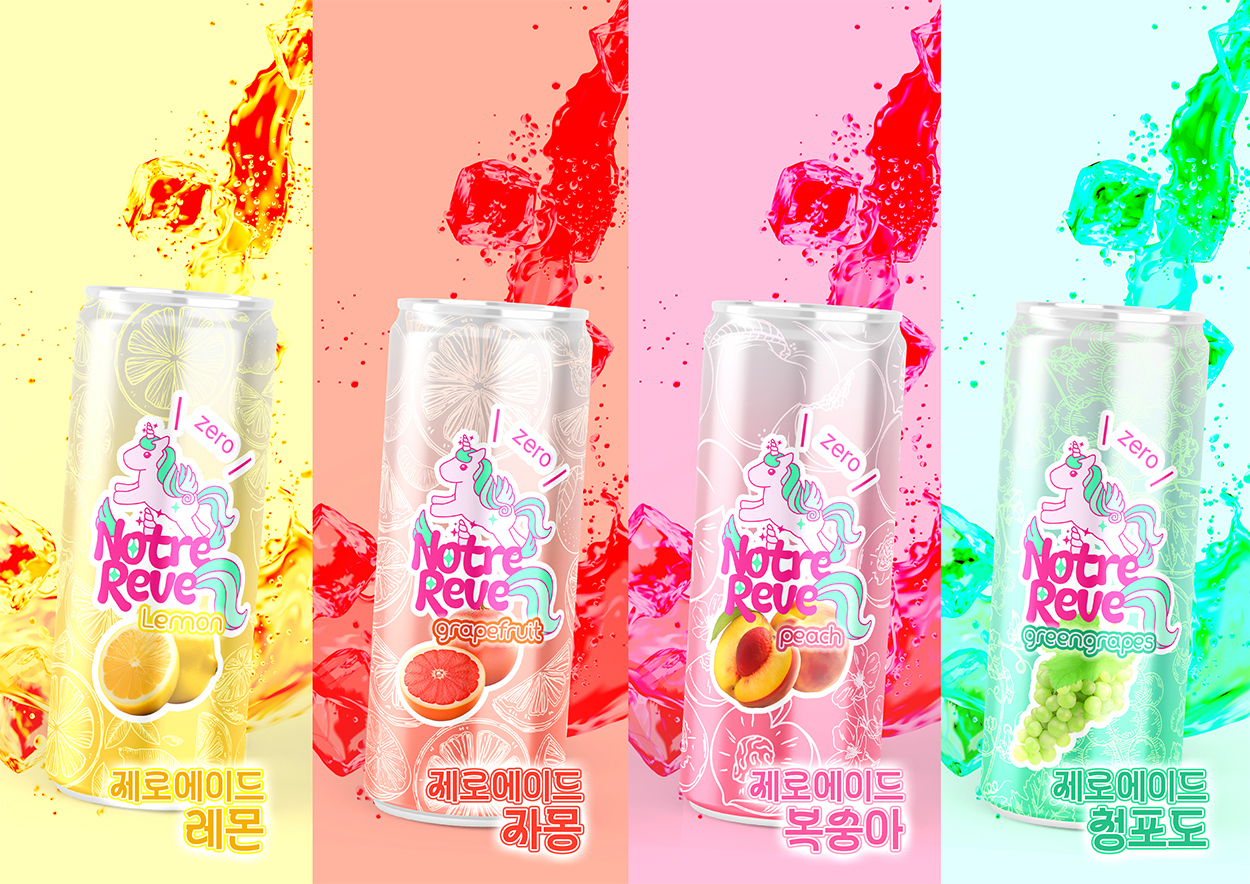 zero
Notre
Reve
Lemon
제로에이드
레몬
zero
Notre
Reve
grapefruit
제로에이드
자몽
zero
Notre
Reve
peach
제로에이드
복숭아
zero
Notre
Reve
greengrapes
제로에이드
청포도